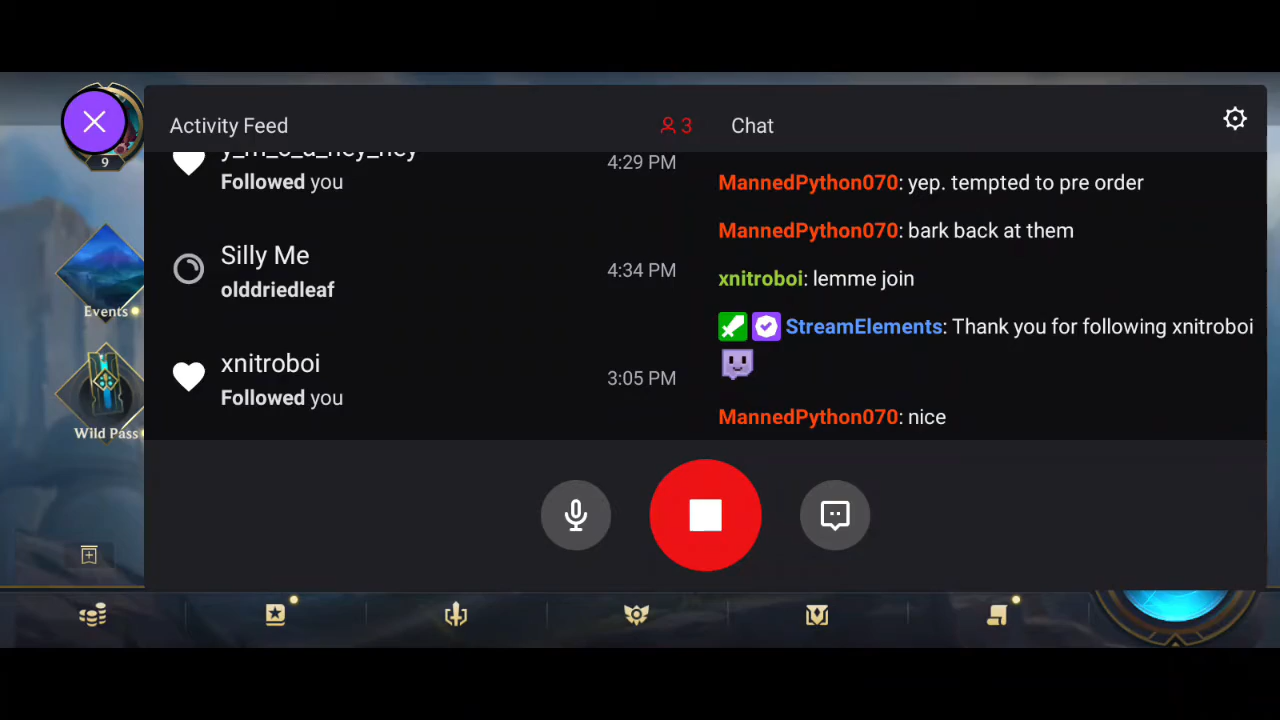 Activity Feed
3
Chat
4:29 PM
Followed you
Silly Me
olddriedleaf
4:34 PM
xnitroboi
Followed you
3:05 PM
MannedPython070: yep. tempted to pre order
MannedPython070: bark back at them
xnitroboi: lemme join
StreamElements: Thank you for following xnitroboi
MannedPython070: nice
9
Events
Wild Pass